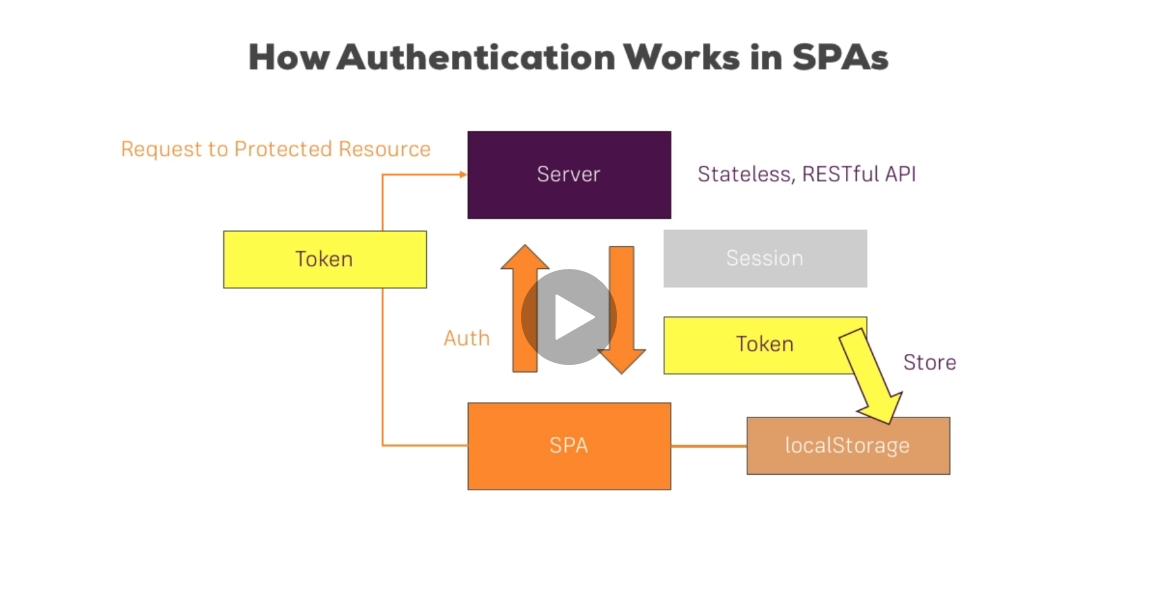 How Authentication Works in SPAs
Request to Protected Resource
Server
Stateless, RESTful API
Token
Session
Auth
Token
Store
SPA
localStorage